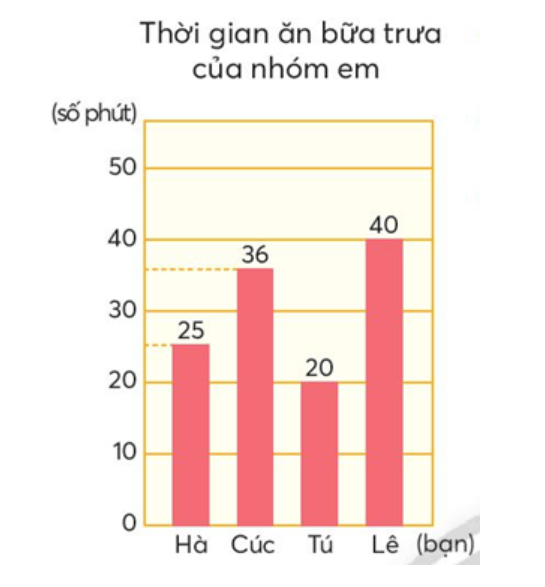 Thời gian ăn bữa trưa
của nhóm em
(số phút)
50
40
30
20
10
0
25
36
20
40
Hà Cúc Tú Lê (bạn)